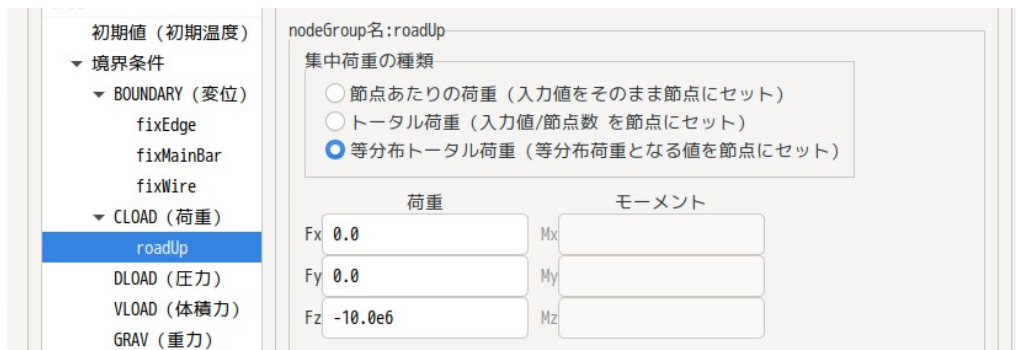 初期値（初期温度）
▼ 境界条件
▼ BOUNDARY（変位）
fixEdge
fixMainBar
fixWire
▼ CLOAD（荷重）
roadUp
DLOAD（圧力）
VLOAD（体積力）
GRAV（重力）
nodeGroup名:roadUp
集中荷重の種類
節点あたりの荷重（入力値をそのまま節点にセット）
トータル荷重（入力値/節点数 を節点にセット）
等分布トータル荷重（等分布荷重となる値を節点にセット）
荷重 モーメント
Fx 0.0 Mx
Fy 0.0 My
Fz -10.0e6 Mz